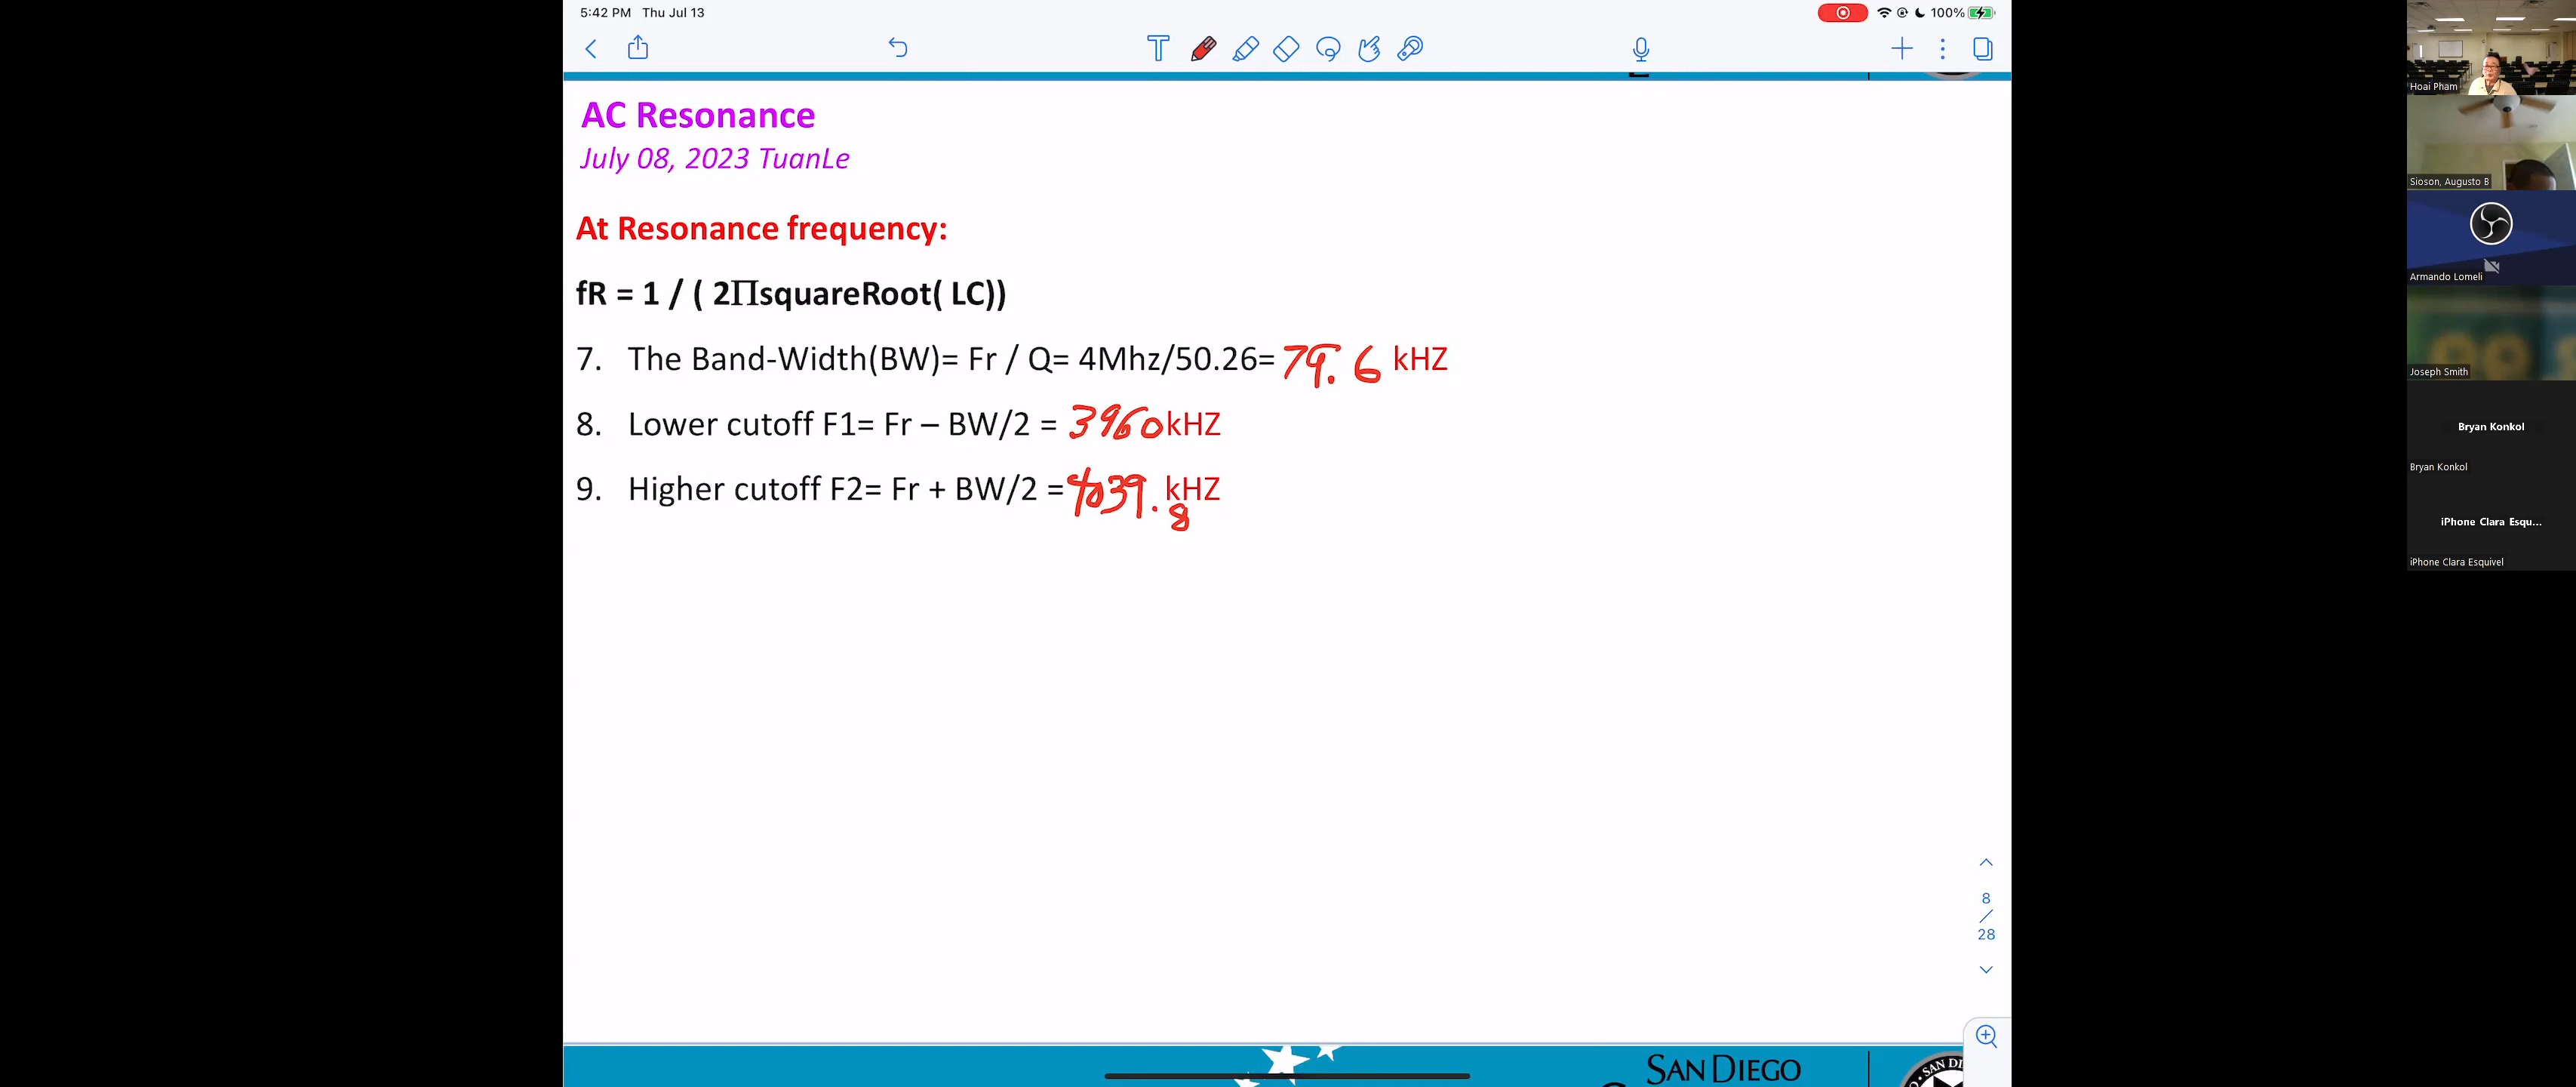 5:42 PM Thu Jul 13
100%
AC Resonance
July 08, 2023 TuanLe
At Resonance frequency:
fR = 1 / ( 2ΠsquareRoot( LC))
7. The Band-Width(BW)= Fr / Q= 4Mhz/50.26= 79.6 kHZ
8. Lower cutoff F1= Fr – BW/2 = 3960 kHZ
9. Higher cutoff F2= Fr + BW/2 = 4039.8 kHZ
8
/
28
SAN DIEGO
SAN DI
Hoai Pham
Sioson, Augusto B
Armando Lomeli
Joseph Smith
Bryan Konkol
Bryan Konkol
iPhone Clara Esqu...
iPhone Clara Esquivel